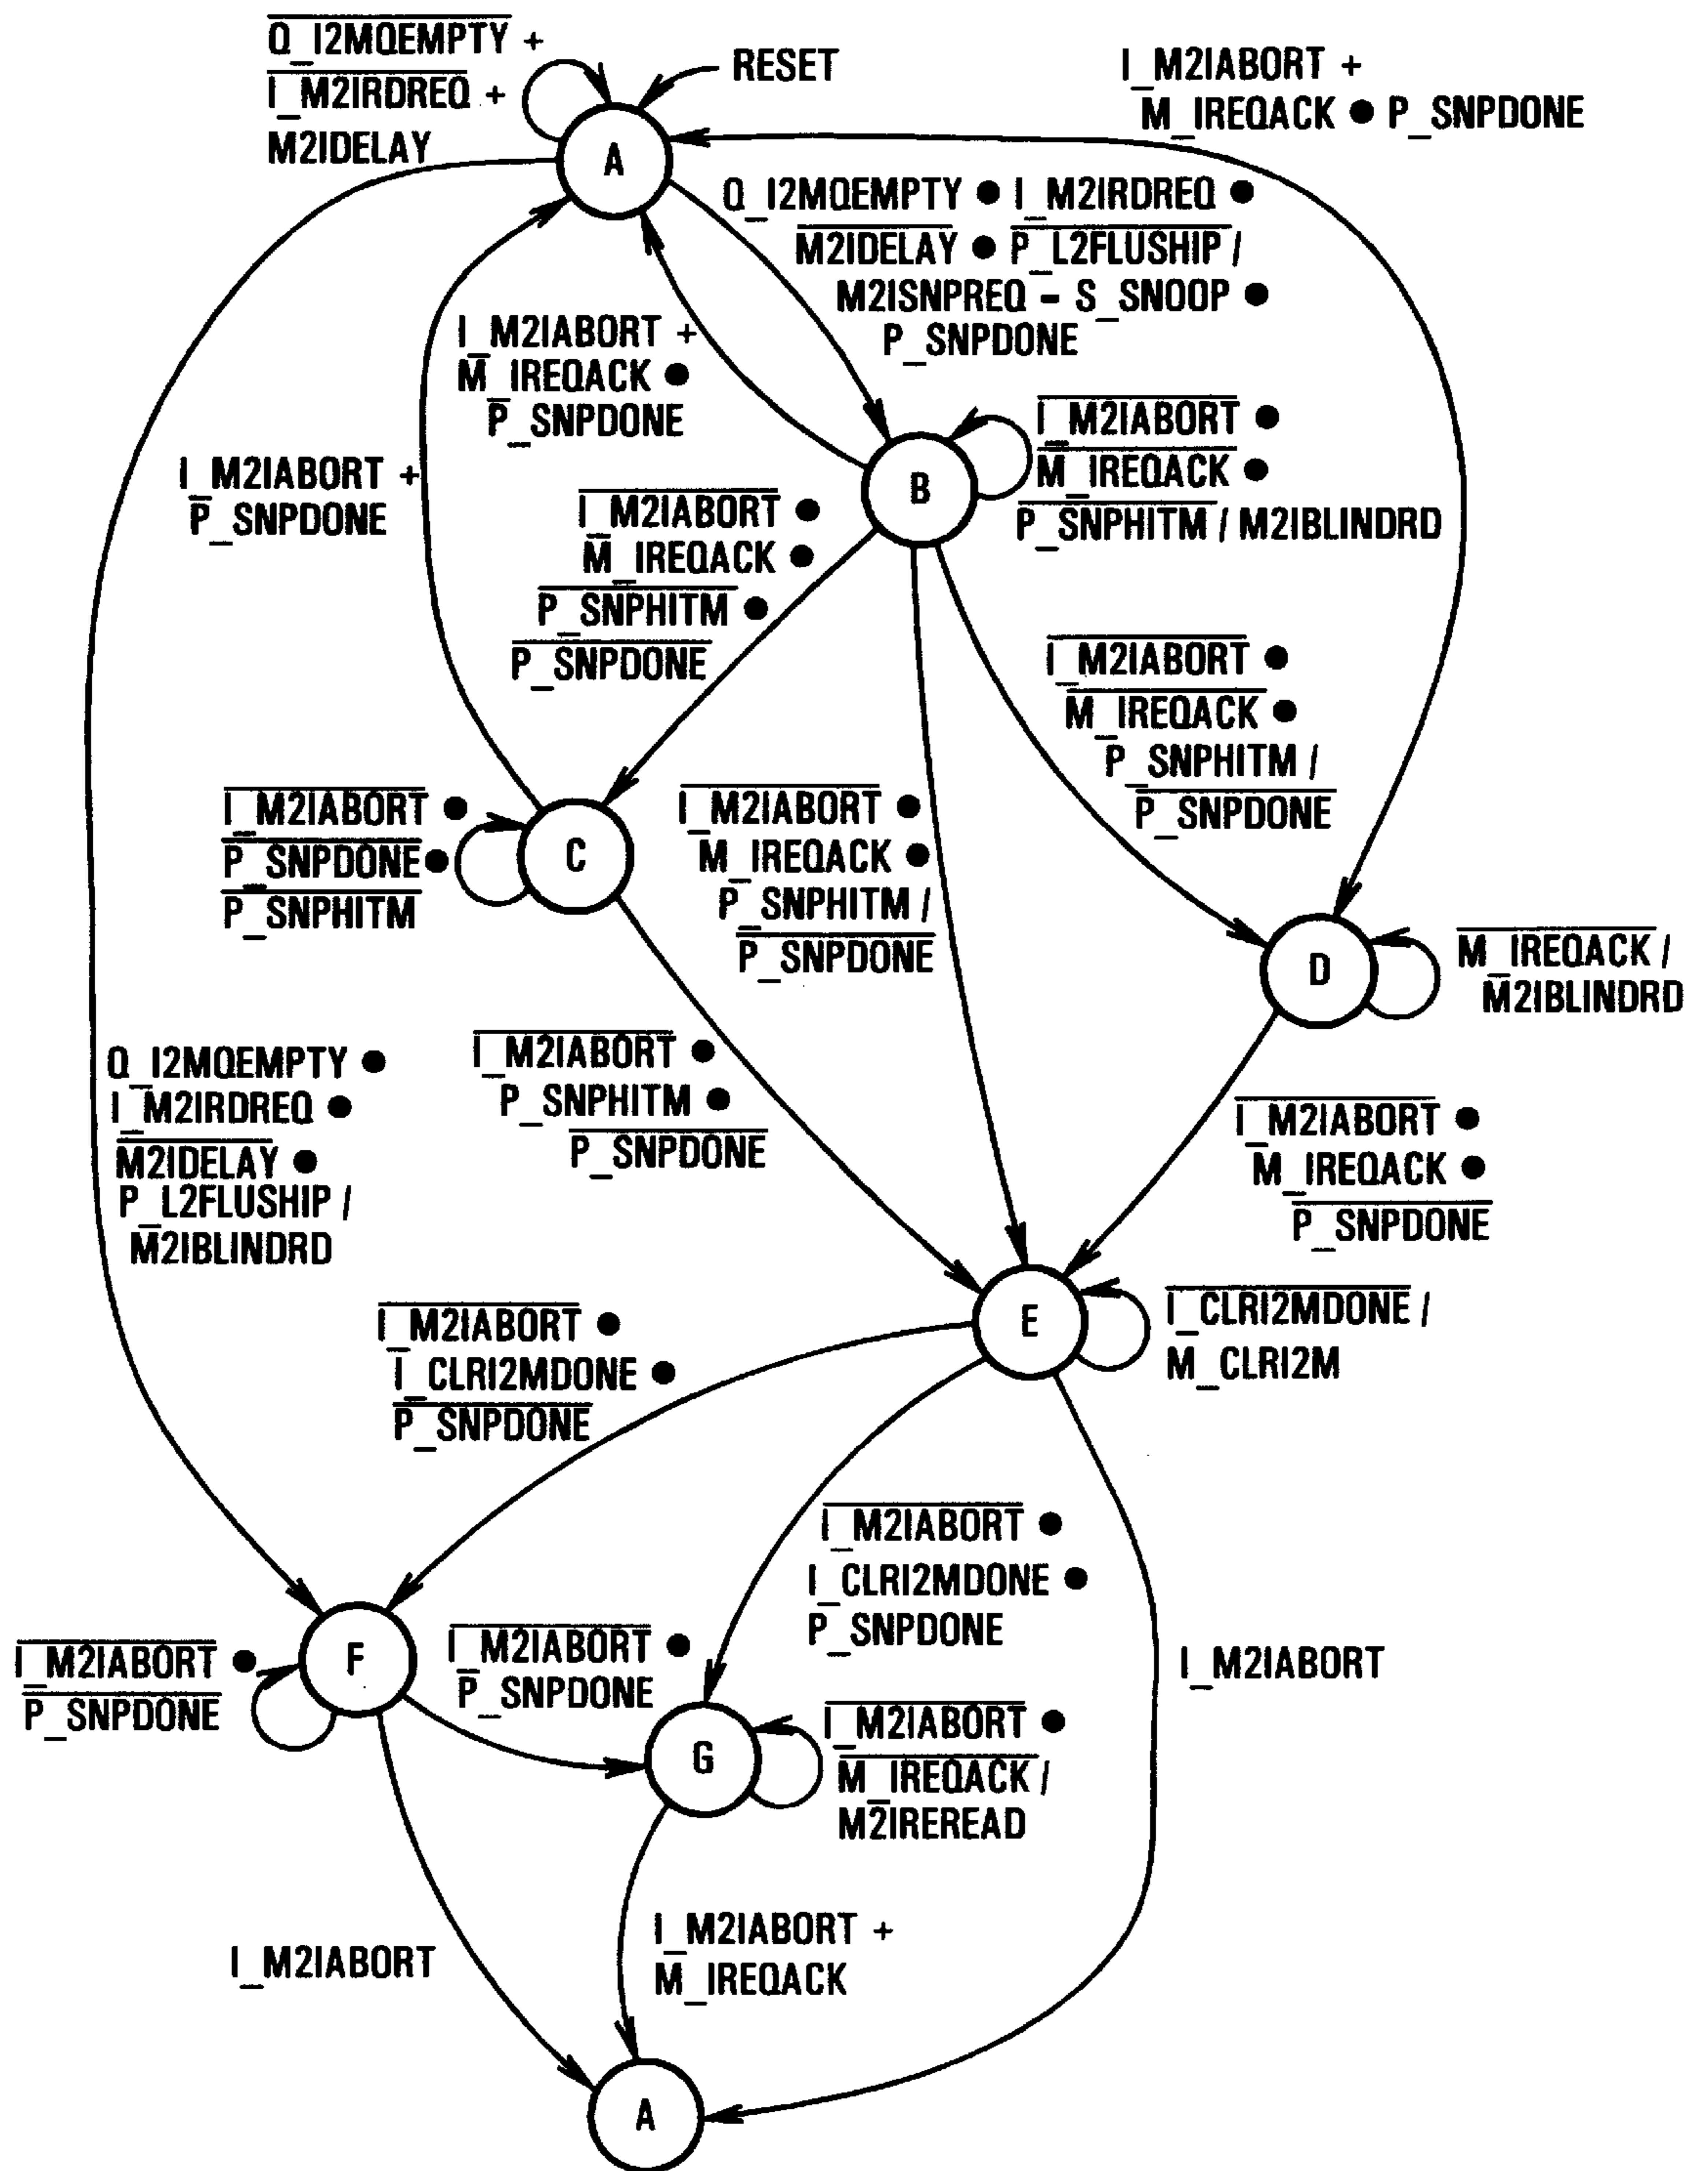 Q_I2MQEMPTY +
I_M2IRDREQ +
M2IDELAY
RESET
I_M2IABORT +
M_IREQACK ● P_SNPDONE
A
Q_I2MQEMPTY ● I_M2IRDREQ ●
M2IDELAY ● P_L2FLUSHIP /
M2ISNPREQ - S_SNOOP ●
P_SNPDONE
I_M2IABORT +
M_IREQACK ●
P_SNPDONE
I_M2IABORT +
P_SNPDONE
B
I_M2IABORT ●
M_IREQACK ●
P_SNPHITM / M2IBLINDRD
I_M2IABORT ●
M_IREQACK ●
P_SNPHITM ●
P_SNPDONE
I_M2IABORT ●
M_IREQACK ●
P_SNPHITM /
P_SNPDONE
I_M2IABORT ●
P_SNPDONE ●
P_SNPHITM
C
I_M2IABORT ●
M_IREQACK ●
P_SNPHITM /
P_SNPDONE
D
M_IREQACK /
M2IBLINDRD
Q_I2MQEMPTY ●
I_M2IRDREQ ●
M2IDELAY ●
P_L2FLUSHIP /
M2IBLINDRD
I_M2IABORT ●
P_SNPHITM ●
P_SNPDONE
I_M2IABORT ●
M_IREQACK ●
P_SNPDONE
E
I_CLRI2MDONE /
M_CLRI2M
I_M2IABORT ●
I_CLRI2MDONE ●
P_SNPDONE
I_M2IABORT ●
I_CLRI2MDONE ●
P_SNPDONE
I_M2IABORT ●
P_SNPDONE
F
I_M2IABORT ●
P_SNPDONE
I_M2IABORT
G
I_M2IABORT ●
M_IREQACK /
M2IREREAD
I_M2IABORT
I_M2IABORT +
M_IREQACK
A